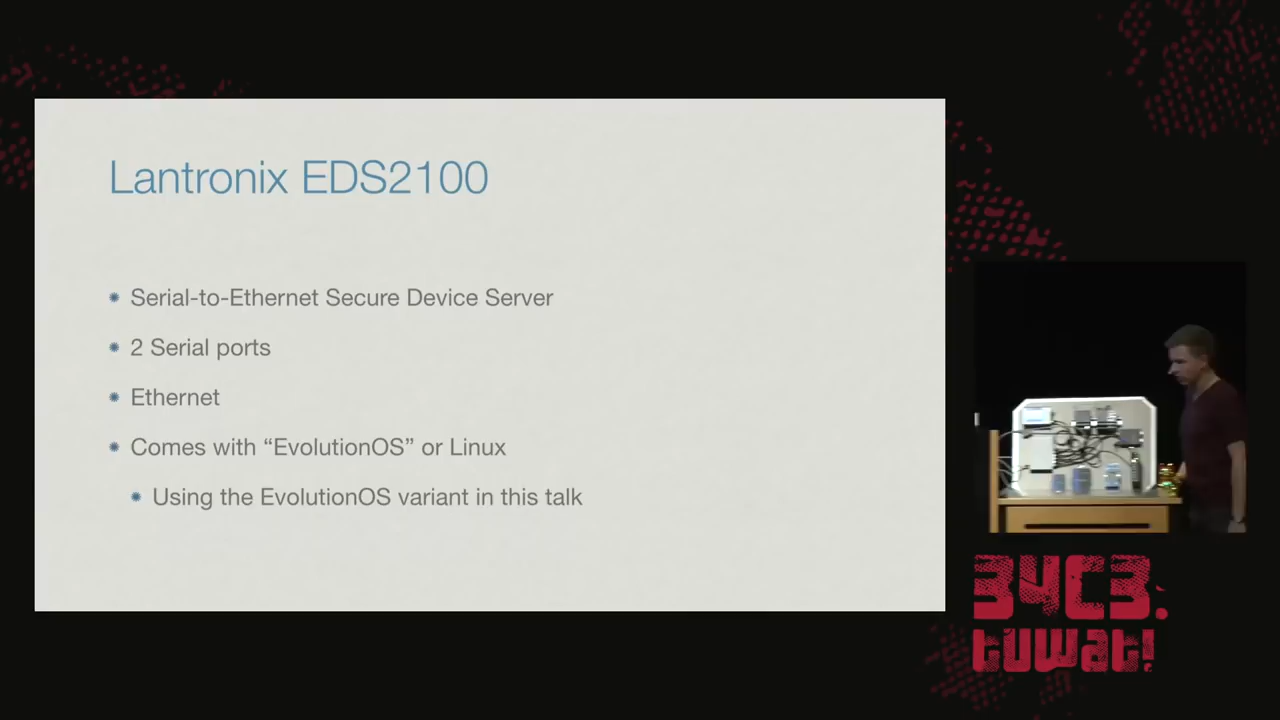 Lantronix EDS2100
Serial-to-Ethernet Secure Device Server
2 Serial ports
Ethernet
Comes with “EvolutionOS” or Linux
Using the EvolutionOS variant in this talk
34C3.
tuwat!